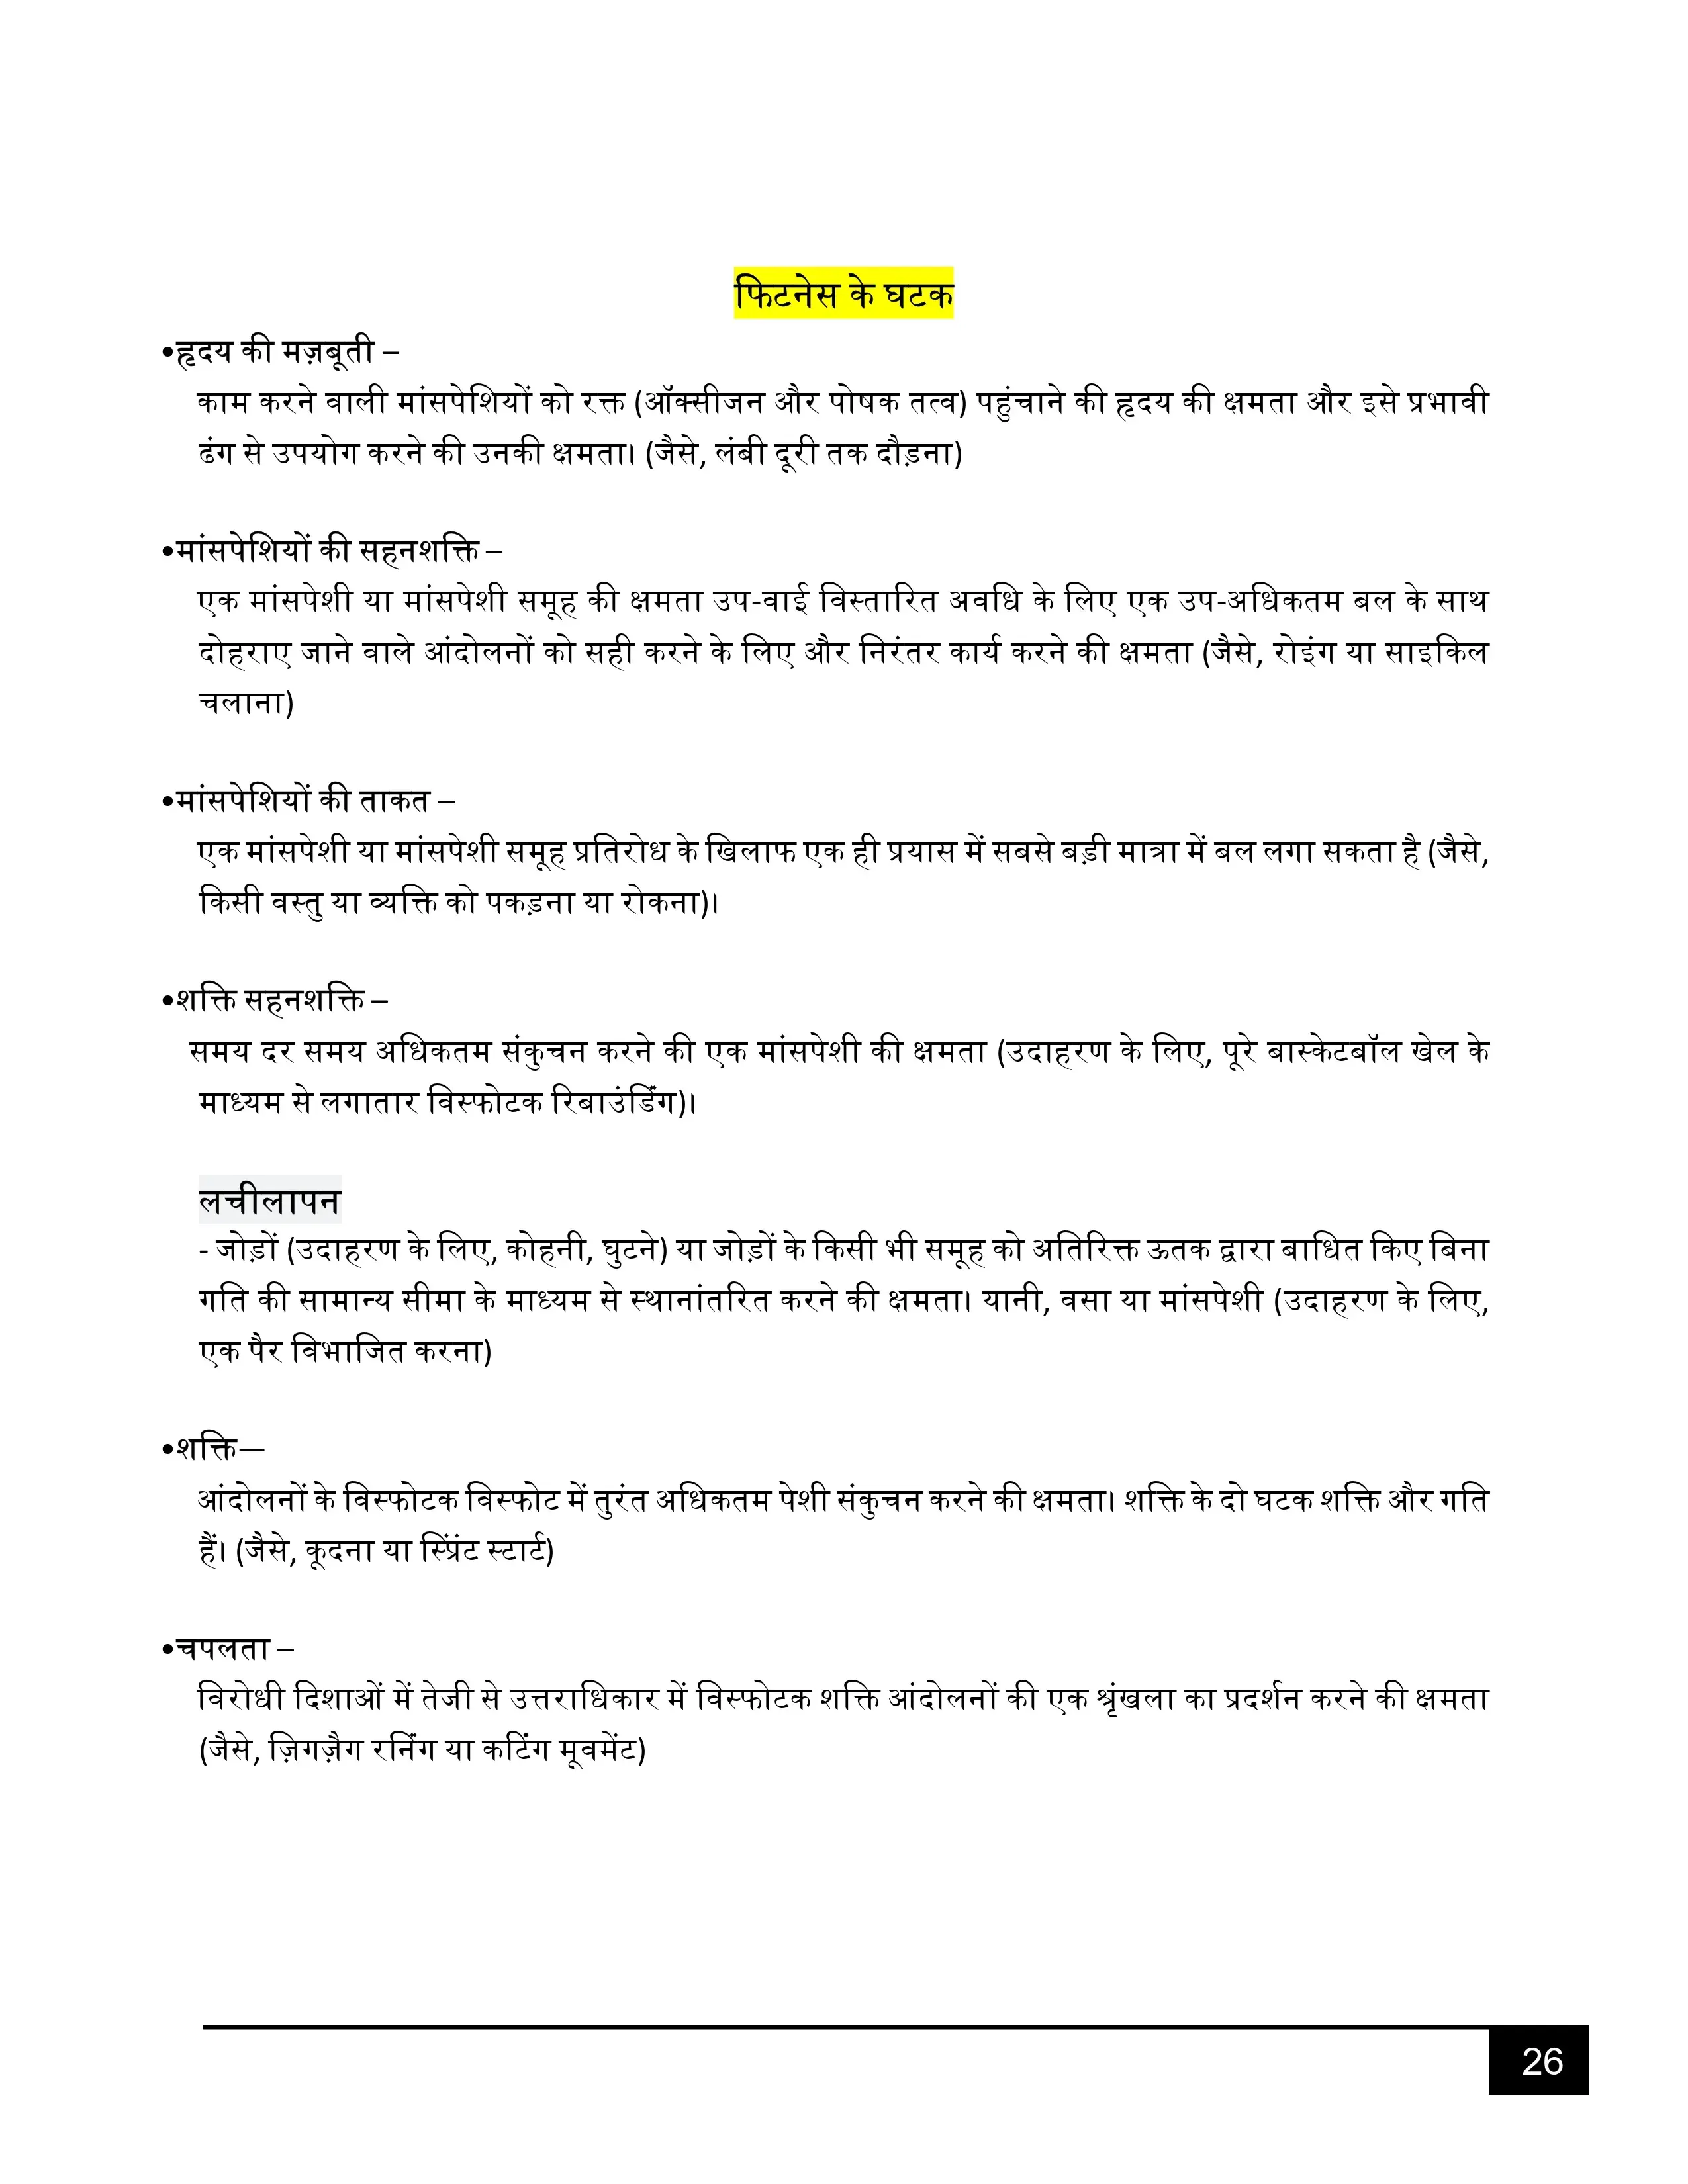 फिटनेस के घटक
•हृदय की मज़बूती –
काम करने वाली मांसपेशियों को रक्त (ऑक्सीजन और पोषक तत्व) पहुंचाने की हृदय की क्षमता और इसे प्रभावी
ढंग से उपयोग करने की उनकी क्षमता। (जैसे, लंबी दूरी तक दौड़ना)
•मांसपेशियों की सहनशक्ति –
एक मांसपेशी या मांसपेशी समूह की क्षमता उप-वाई विस्तारित अवधि के लिए एक उप-अधिकतम बल के साथ
दोहराए जाने वाले आंदोलनों को सही करने के लिए और निरंतर कार्य करने की क्षमता (जैसे, रोइंग या साइकिल
चलाना)
•मांसपेशियों की ताकत –
एक मांसपेशी या मांसपेशी समूह प्रतिरोध के खिलाफ एक ही प्रयास में सबसे बड़ी मात्रा में बल लगा सकता है (जैसे,
किसी वस्तु या व्यक्ति को पकड़ना या रोकना)।
•शक्ति सहनशक्ति –
समय दर समय अधिकतम संकुचन करने की एक मांसपेशी की क्षमता (उदाहरण के लिए, पूरे बास्केटबॉल खेल के
माध्यम से लगातार विस्फोटक रिबाउंडिंग)।
लचीलापन
- जोड़ों (उदाहरण के लिए, कोहनी, घुटने) या जोड़ों के किसी भी समूह को अतिरिक्त ऊतक द्वारा बाधित किए बिना
गति की सामान्य सीमा के माध्यम से स्थानांतरित करने की क्षमता। यानी, वसा या मांसपेशी (उदाहरण के लिए,
एक पैर विभाजित करना)
•शक्ति—
आंदोलनों के विस्फोटक विस्फोट में तुरंत अधिकतम पेशी संकुचन करने की क्षमता। शक्ति के दो घटक शक्ति और गति
हैं। (जैसे, कूदना या स्प्रिंट स्टार्ट)
•चपलता –
विरोधी दिशाओं में तेजी से उत्तराधिकार में विस्फोटक शक्ति आंदोलनों की एक श्रृंखला का प्रदर्शन करने की क्षमता
(जैसे, ज़िगज़ैग रनिंग या कटिंग मूवमेंट)
26